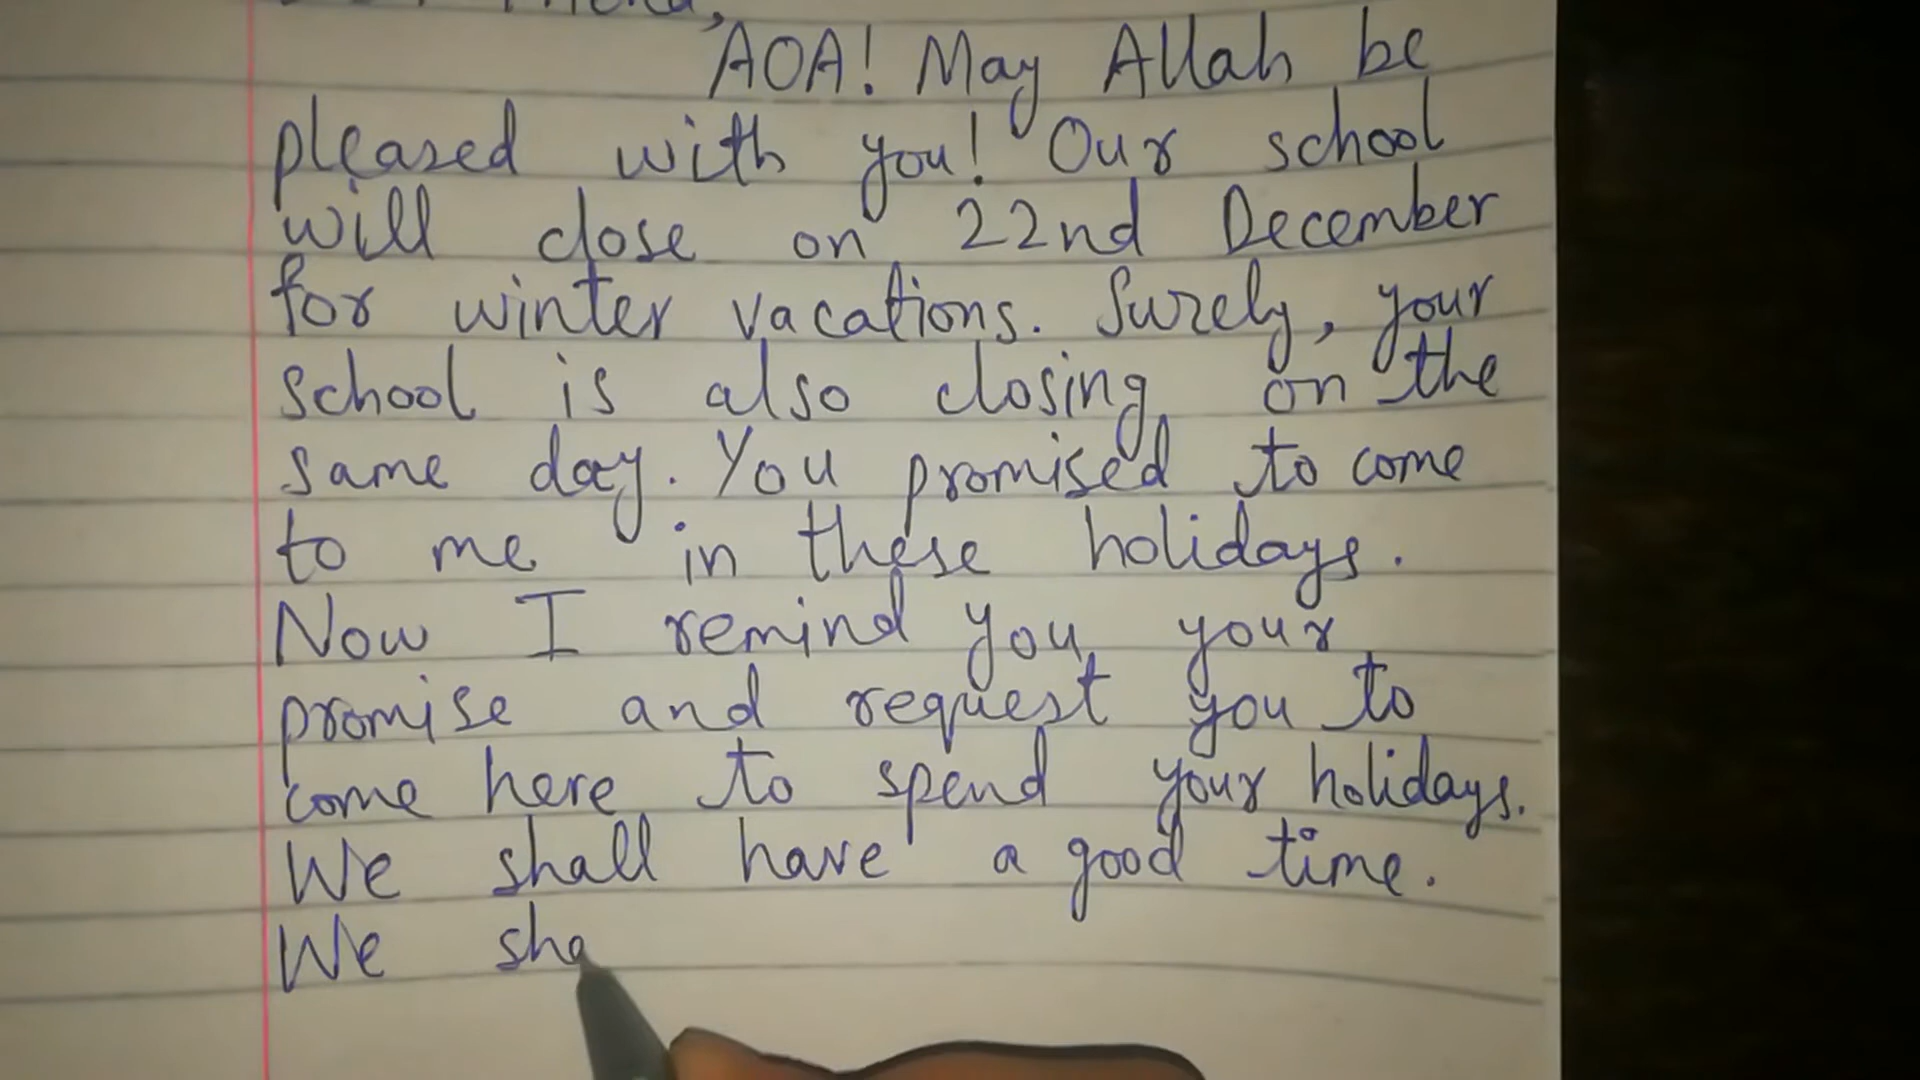 AOA! May Allah be
pleased with you! Our school
will close on 22nd December
for winter vacations. Surely, your
school is also closing on the
same day. You promised to come
to me in these holidays.
Now I remind you your
promise and request you to
come here to spend your holidays.
We shall have a good time.
We sha